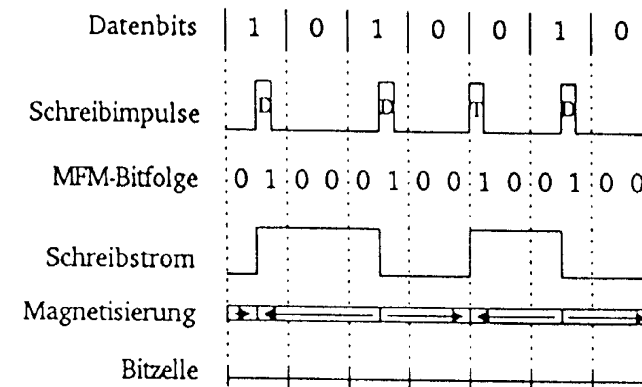 Datenbits | 1 | 0 | 1 | 0 | 0 | 1 | 0
Schreibimpulse D D T D
MFM-Bitfolge 0 1 0 0 0 1 0 0 1 0 0 1 0 0
Schreibstrom
Magnetisierung
Bitzelle